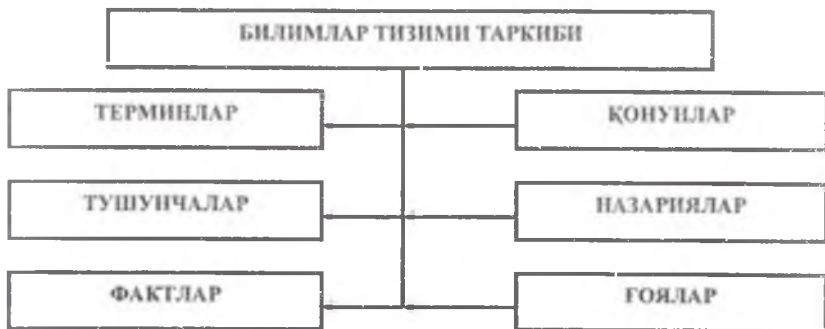 БИЛИМЛАР ТИЗИМИ ТАРКИБИ
ТЕРМИНЛАР
ҚОНУНЛАР
ТУШУНЧАЛАР
НАЗАРИЯЛАР
ФАКТЛАР
ҒОЯЛАР